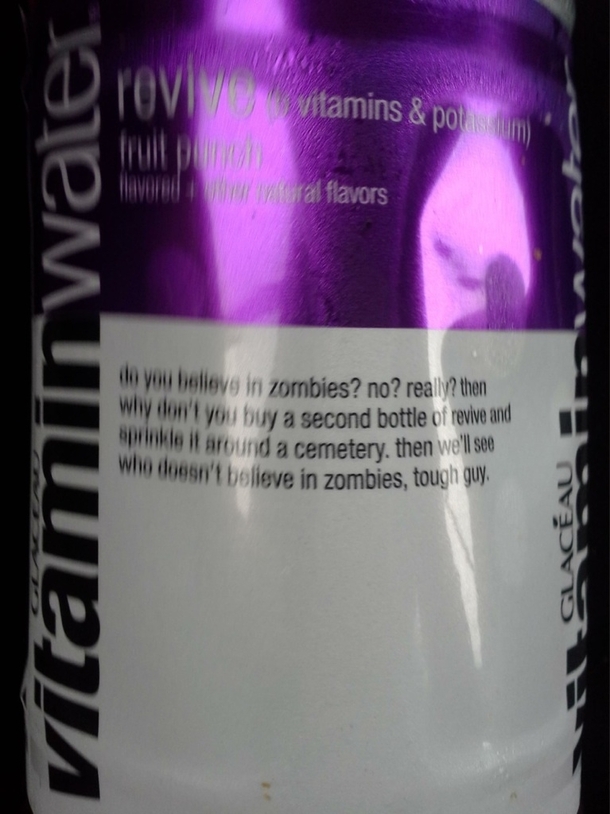 revive (b vitamins & potassium)
fruit punch
flavored + other natural flavors
do you believe in zombies? no? really? then
why don't you buy a second bottle of revive and
sprinkle it around a cemetery. then we'll see
who doesn't believe in zombies, tough guy.
GLACÉAU
vitaminwater
GLACÉAU
vitaminwater